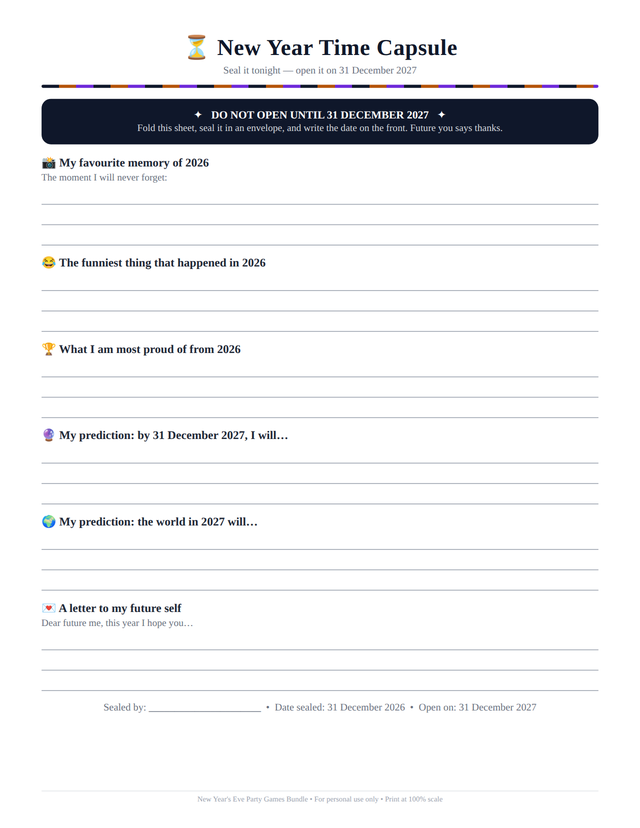 ⏳ New Year Time Capsule
Seal it tonight — open it on 31 December 2027
✦ DO NOT OPEN UNTIL 31 DECEMBER 2027 ✦
Fold this sheet, seal it in an envelope, and write the date on the front. Future you says thanks.
📸 My favourite memory of 2026
The moment I will never forget:
😂 The funniest thing that happened in 2026
🏆 What I am most proud of from 2026
🔮 My prediction: by 31 December 2027, I will…
🌍 My prediction: the world in 2027 will…
💌 A letter to my future self
Dear future me, this year I hope you…
Sealed by: ______________________ • Date sealed: 31 December 2026 • Open on: 31 December 2027
New Year's Eve Party Games Bundle • For personal use only • Print at 100% scale